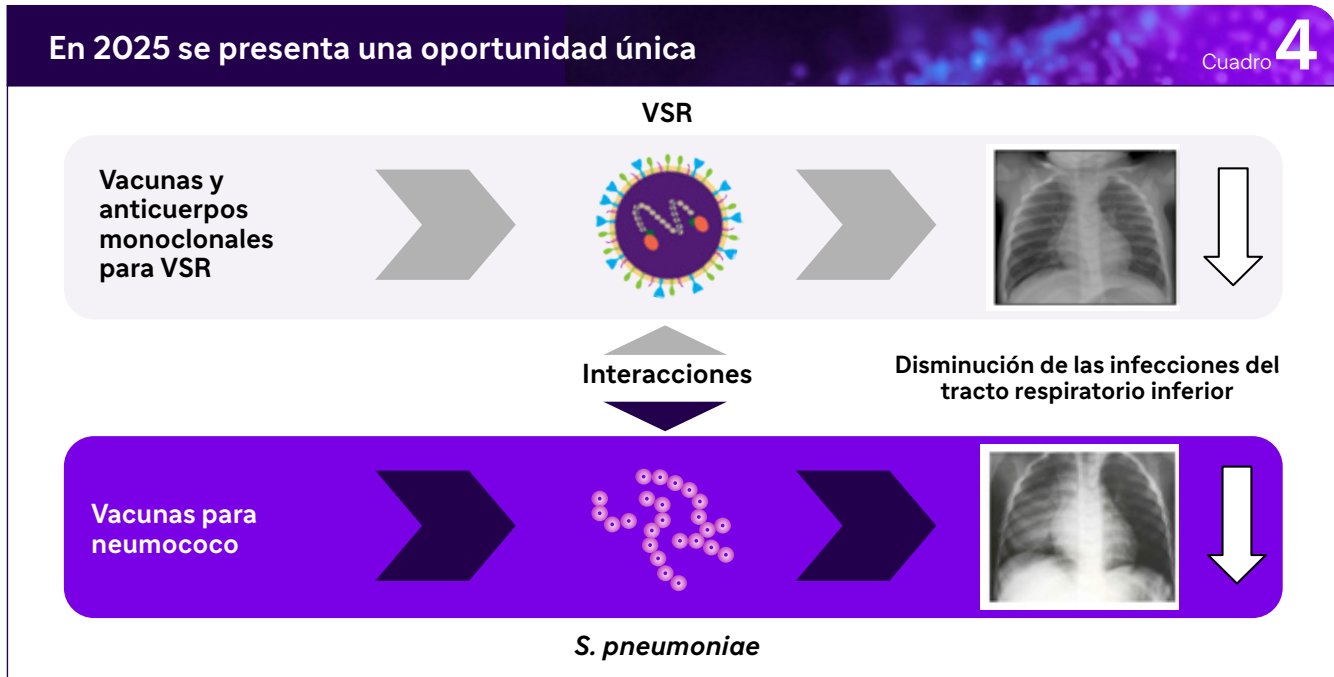 En 2025 se presenta una oportunidad única
Cuadro 4
VSR
Vacunas y
anticuerpos
monoclonales
para VSR
Interacciones
Disminución de las infecciones del
tracto respiratorio inferior
Vacunas para
neumococo
S. pneumoniae